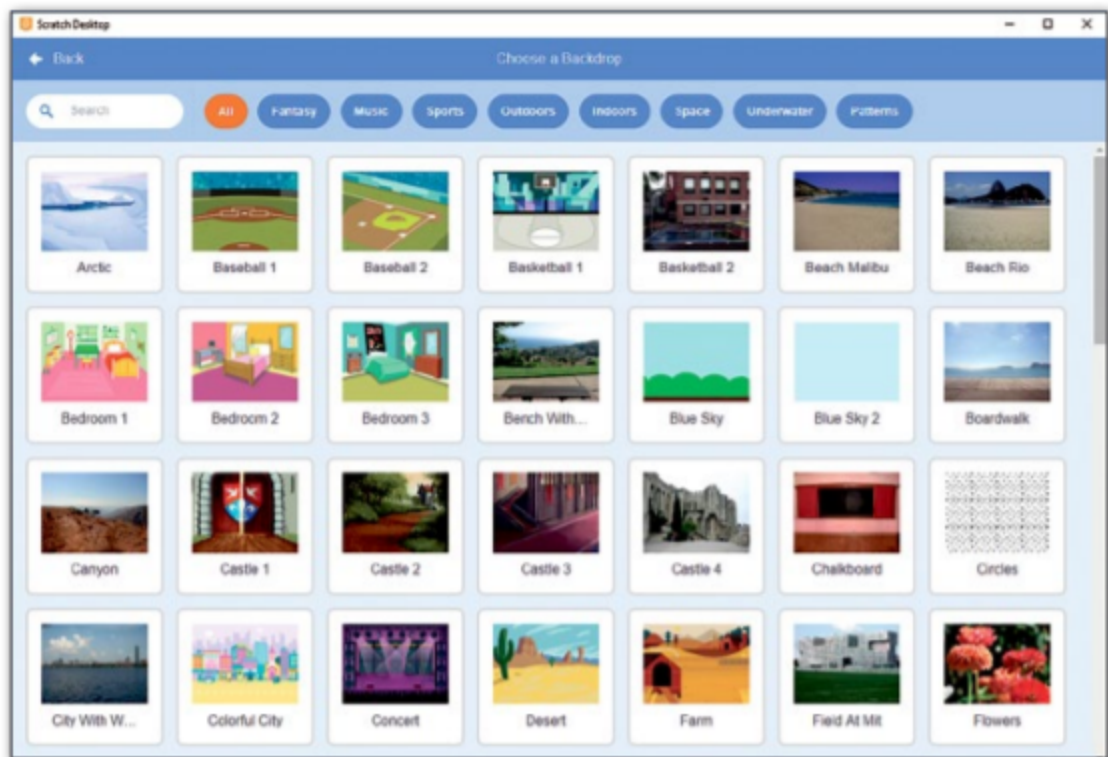 Scratch Desktop
Back
Choose a Backdrop
Search All Fantasy Music Sports Outdoors Indoors Space Underwater Patterns
Arctic Baseball 1 Baseball 2 Basketball 1 Basketball 2 Beach Malibu Beach Rio
Bedroom 1 Bedroom 2 Bedroom 3 Bench With... Blue Sky Blue Sky 2 Boardwalk
Canyon Castle 1 Castle 2 Castle 3 Castle 4 Chalkboard Circles
City With W... Colorful City Concert Desert Farm Field At Mit Flowers